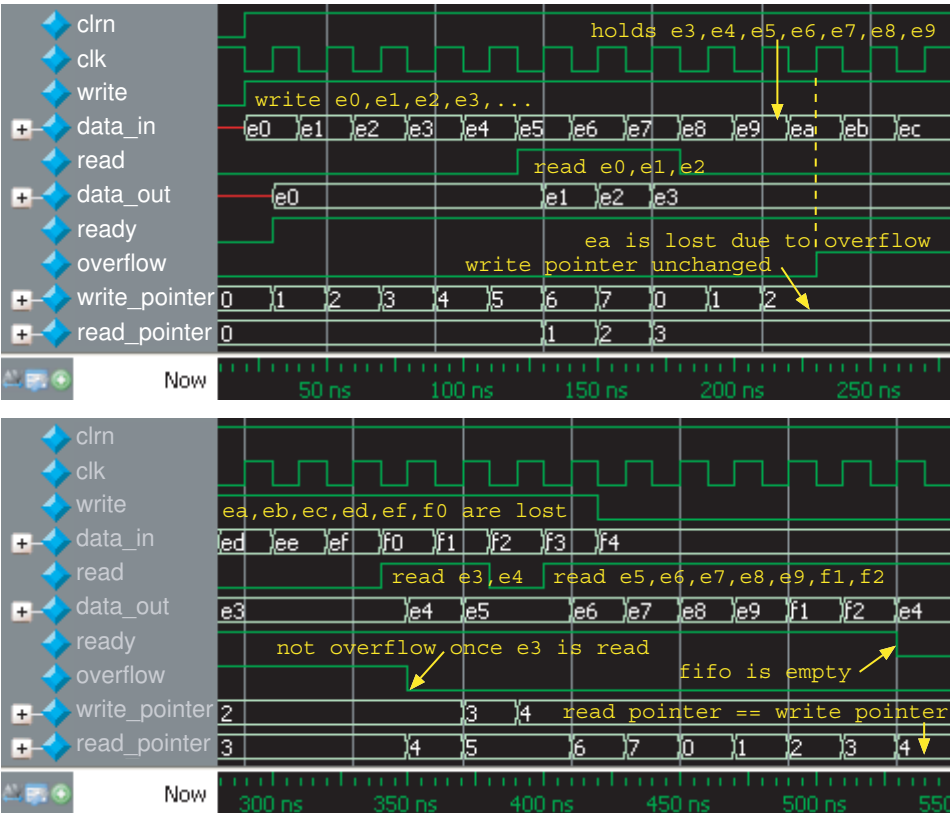 clrn
holds e3,e4,e5,e6,e7,e8,e9
clk
write
write e0,e1,e2,e3,...
data_in e0 e1 e2 e3 e4 e5 e6 e7 e8 e9 ea eb ec
read
read e0,e1,e2
data_out e0 e1 e2 e3
ready
ea is lost due to overflow
overflow
write pointer unchanged
write_pointer 0 1 2 3 4 5 6 7 0 1 2
read_pointer 0 1 2 3
Now
50 ns 100 ns 150 ns 200 ns 250 ns
clrn
clk
write
ea,eb,ec,ed,ef,f0 are lost
data_in ed ee ef f0 f1 f2 f3 f4
read
read e3,e4 read e5,e6,e7,e8,e9,f1,f2
data_out e3 e4 e5 e6 e7 e8 e9 f1 f2 e4
ready
not overflow once e3 is read
overflow
fifo is empty
write_pointer 2 3 4
read pointer == write pointer
read_pointer 3 4 5 6 7 0 1 2 3 4
Now
300 ns 350 ns 400 ns 450 ns 500 ns 550